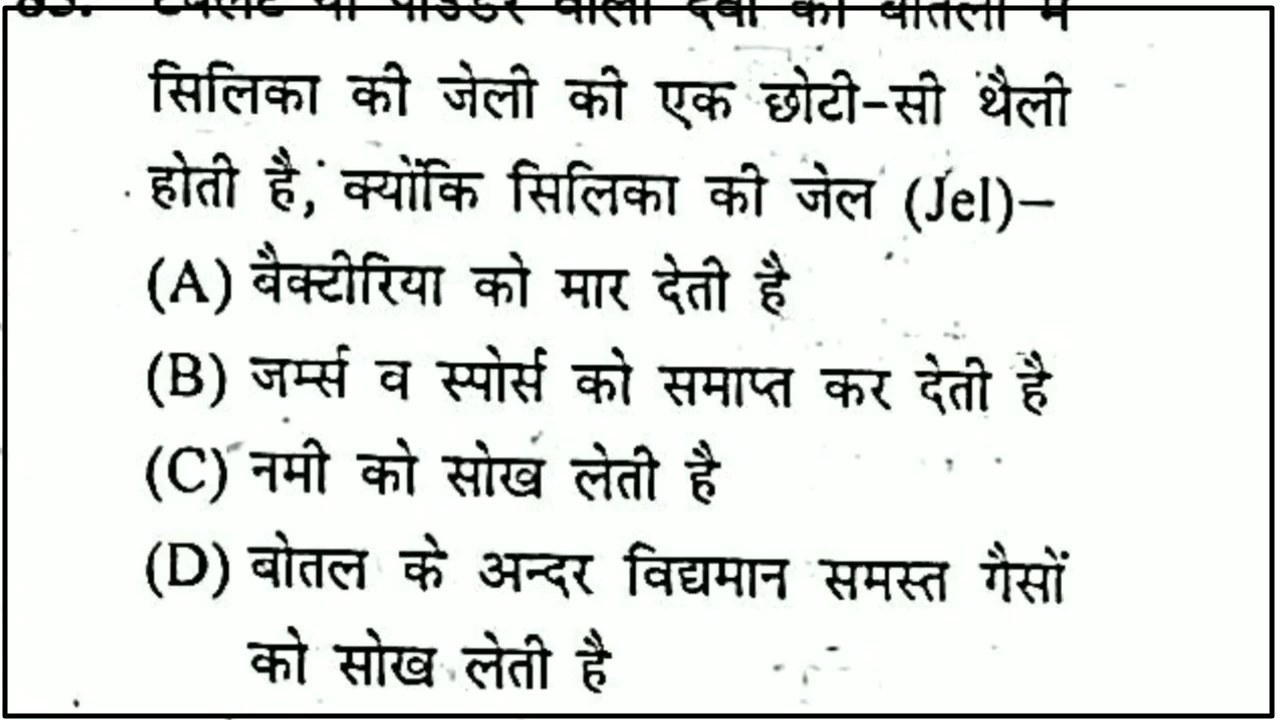 सिलिका की जेली की एक छोटी-सी थैली
होती है, क्योंकि सिलिका की जेल (Jel)–
(A) बैक्टीरिया को मार देती है
(B) जर्म्स व स्पोर्स को समाप्त कर देती है
(C) नमी को सोख लेती है
(D) बोतल के अन्दर विद्यमान समस्त गैसों
को सोख लेती है